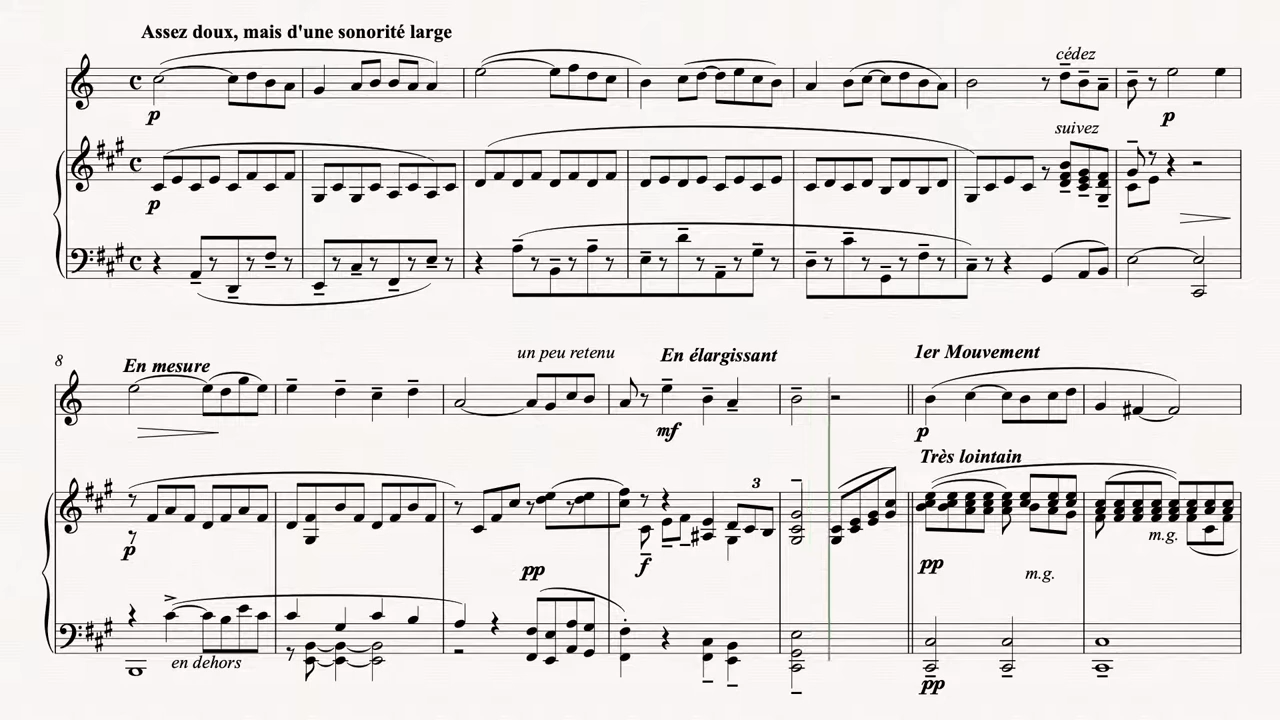 Assez doux, mais d'une sonorité large
cédez
p
p
suivez
p
8
En mesure
un peu retenu
En élargissant
1er Mouvement
mf
p
Très lointain
3
m.g.
p
pp
f
pp
m.g.
en dehors
pp